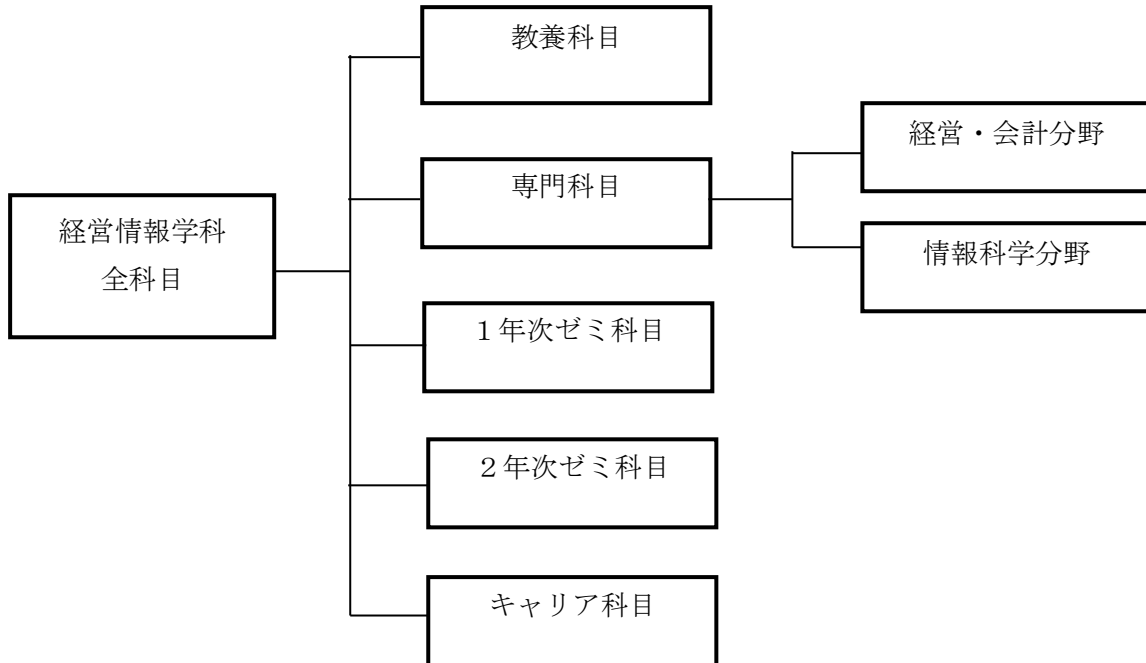 経営情報学科
全科目
教養科目
専門科目
１年次ゼミ科目
２年次ゼミ科目
キャリア科目
経営・会計分野
情報科学分野